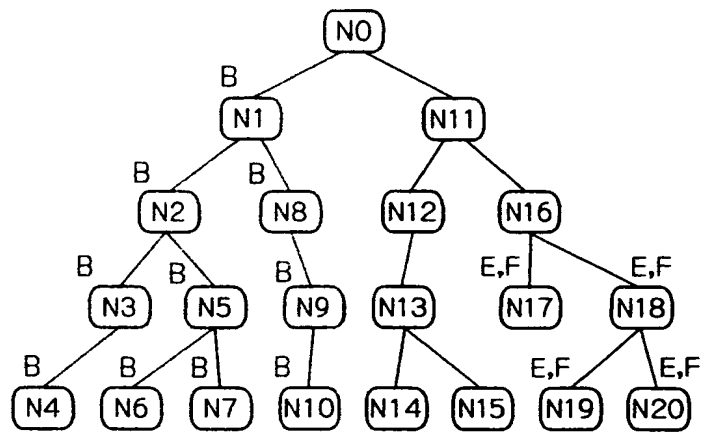 N0
B
N1 N11
B B
N2 N8 N12 N16
B B B E,F E,F
N3 N5 N9 N13 N17 N18
B B B B E,F E,F
N4 N6 N7 N10 N14 N15 N19 N20